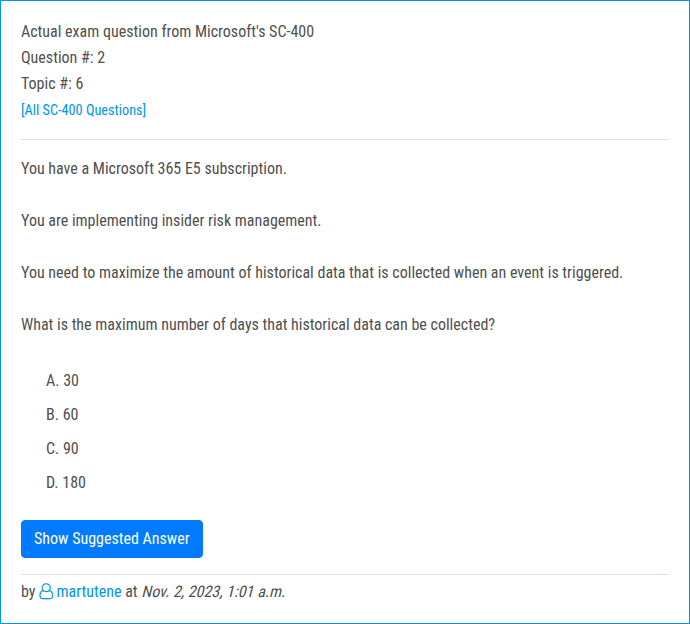 Actual exam question from Microsoft's SC-400
Question #: 2
Topic #: 6
[All SC-400 Questions]
You have a Microsoft 365 E5 subscription.
You are implementing insider risk management.
You need to maximize the amount of historical data that is collected when an event is triggered.
What is the maximum number of days that historical data can be collected?
A. 30
B. 60
C. 90
D. 180
Show Suggested Answer
by martutene at Nov. 2, 2023, 1:01 a.m.